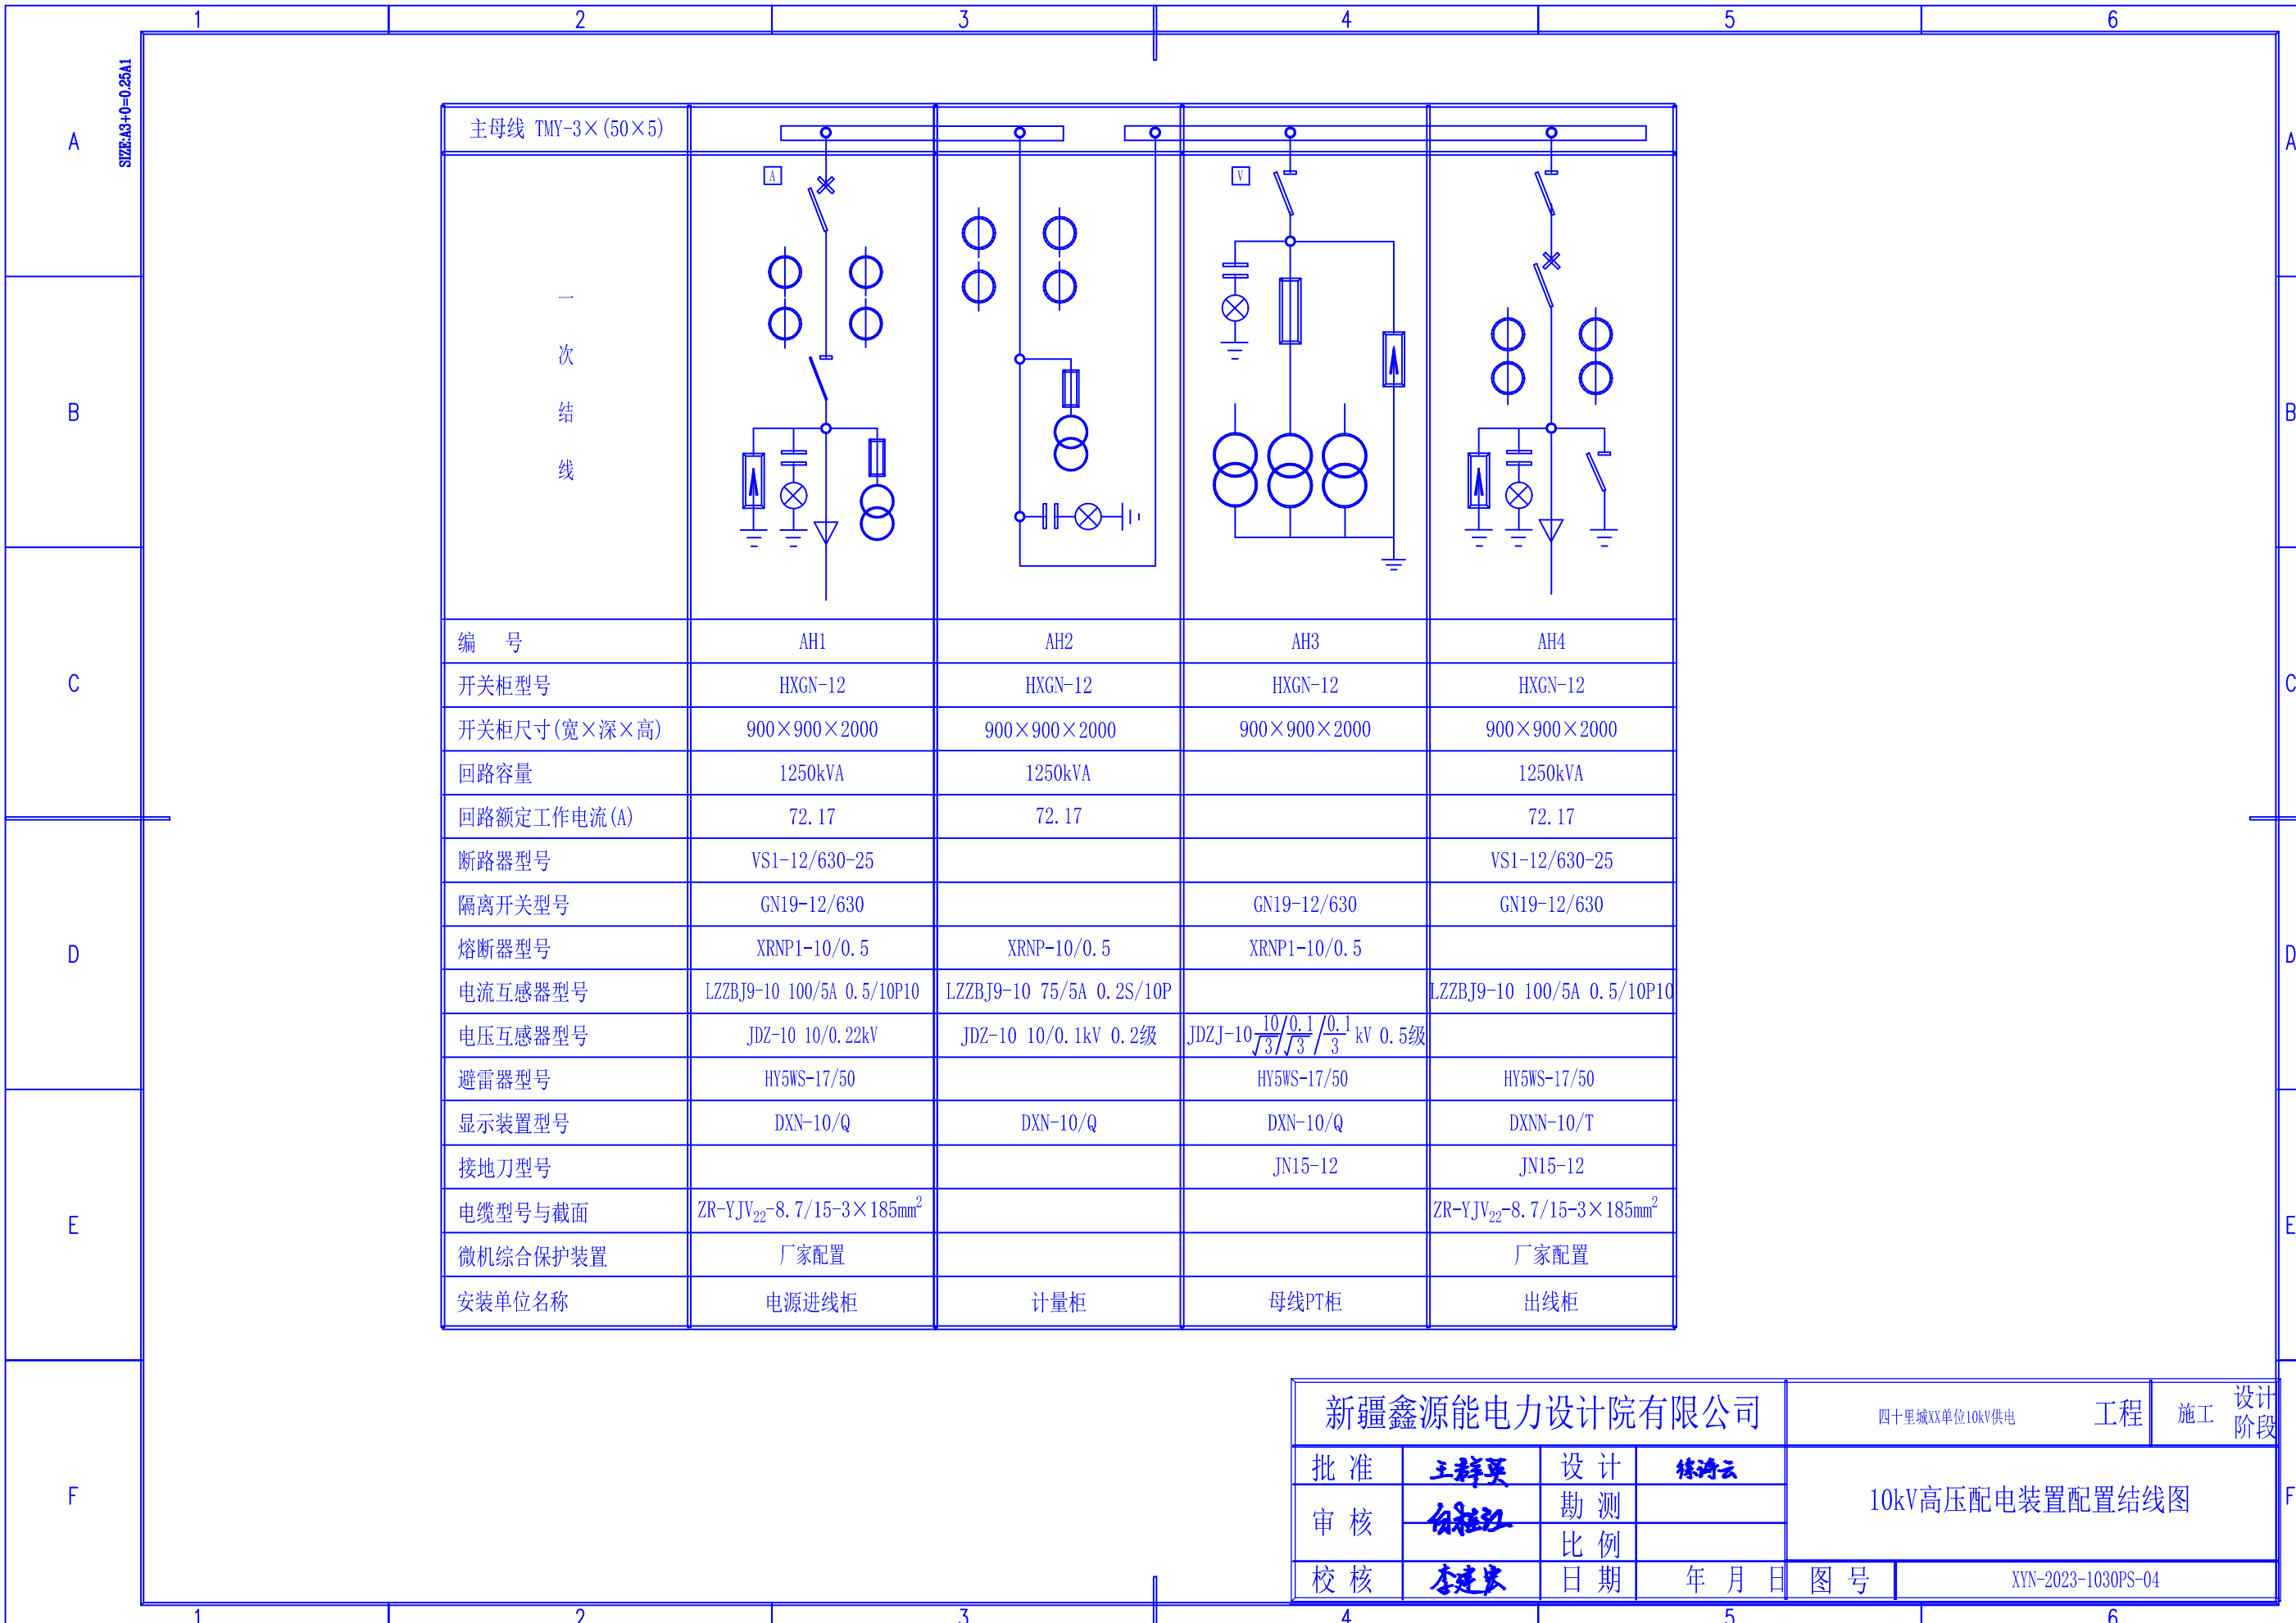 1 2 3 4 5 6
SIZE:A3+0=0.25A1
A A
B B
C C
D D
E E
F F
主母线 TMY-3×(50×5)
A V
一
次
结
线
编 号 AH1 AH2 AH3 AH4
开关柜型号 HXGN-12 HXGN-12 HXGN-12 HXGN-12
开关柜尺寸(宽×深×高) 900×900×2000 900×900×2000 900×900×2000 900×900×2000
回路容量 1250kVA 1250kVA 1250kVA
回路额定工作电流(A) 72.17 72.17 72.17
断路器型号 VS1-12/630-25 VS1-12/630-25
隔离开关型号 GN19-12/630 GN19-12/630 GN19-12/630
熔断器型号 XRNP1-10/0.5 XRNP-10/0.5 XRNP1-10/0.5
电流互感器型号 LZZBJ9-10 100/5A 0.5/10P10 LZZBJ9-10 75/5A 0.2S/10P LZZBJ9-10 100/5A 0.5/10P10
电压互感器型号 JDZ-10 10/0.22kV JDZ-10 10/0.1kV 0.2级 JDZJ-10 10/√3/0.1/√3/0.1/3 kV 0.5级
避雷器型号 HY5WS-17/50 HY5WS-17/50 HY5WS-17/50
显示装置型号 DXN-10/Q DXN-10/Q DXN-10/Q DXNN-10/T
接地刀型号 JN15-12 JN15-12
电缆型号与截面 ZR-YJV22-8.7/15-3×185mm² ZR-YJV22-8.7/15-3×185mm²
微机综合保护装置 厂家配置 厂家配置
安装单位名称 电源进线柜 计量柜 母线PT柜 出线柜
新疆鑫源能电力设计院有限公司 四十里城XX单位10kV供电 工程 施工 设计阶段
批 准 王群英 设 计
审 核 勘 测
比 例
10kV高压配电装置配置结线图
校 核 李建宏 日 期 年 月 日 图 号 XYN-2023-1030PS-04
1 2 3 4 5 6